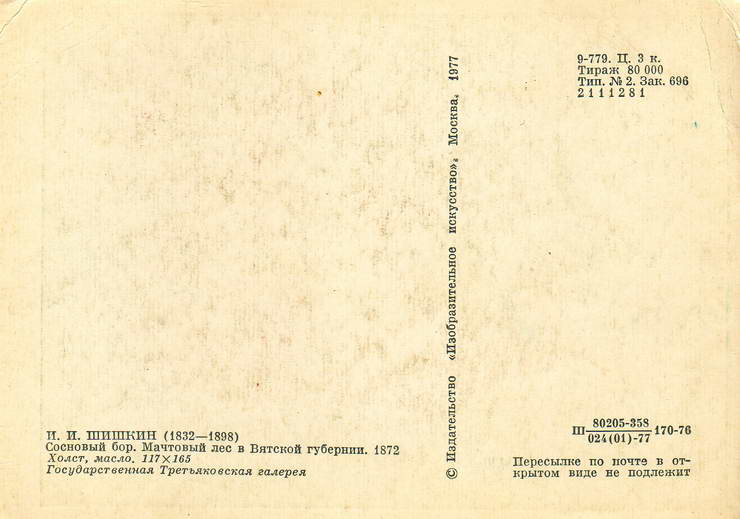 И. И. ШИШКИН (1832—1898)
Сосновый бор. Мачтовый лес в Вятской губернии. 1872
Холст, масло. 117×165
Государственная Третьяковская галерея
© Издательство «Изобразительное искусство». Москва. 1977
9-779. Ц. 3 к.
Тираж 80 000
Тип. № 2. Зак. 696
2111281
Ш 80205-358 170-76
024(01)-77
Пересылке по почте в от-
крытом виде не подлежит